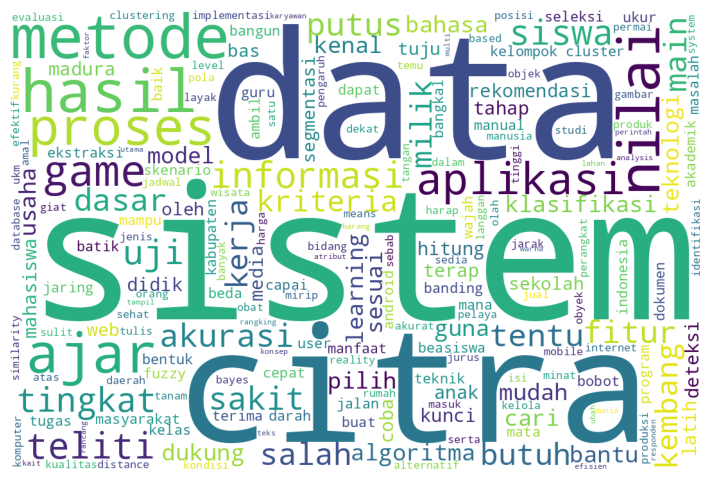 evaluasi clustering implementasi karyawan posisi permai
metode bangun putus bahasa seleksi ukur
kurang faktor level bas kenal tuju siswa based kelompok cluster main masalah system
efektif madura pola segmentasi multi temu objek
hasil baik guru dapat milik rekomendasi bangkal gambar
layak satu pengaruh data tahap nilai
proses ambil dekat manual studi produk akademik
utama manusia perintah teknologi
ekstraksi model tangan dalam tinggi lahan analysis
amal skenario informasi aplikasi
ukm game jadwal wisata
database usaha dasar oleh kriteria wajah langgan olah klasifikasi
giat mampu banyak harga means harap
batik kabupaten barang
jenis kerja bidang sebab hitung sedia jarak perangkat identifikasi
mahasiswa uji orang media atribut sistem warna indonesia
jaring didik tampil capai learning sesuai terap sekolah dokumen
sehat beda mirip android banding mana obyek
sulit web tulis obat rangking akurat pelaya jual
similarity akurasi user manfaat guna tentu fitur
atas ajar bentuk konsep reality beasiswa jurus mobile internet deteksi
fuzzy bayes cepat citra teknik isi minat bobot
daerah tanam sakit pilih rumah masuk anak mudah program
tingkat terima darah jalan coba kunci kelola ubah dunia kembang latih
tugas masyarakat buat serta cari
komputer teliti kelas dukung salah algoritma mata butuh bantu produksi
kait kualitas distance ranking kondisi teks alternatif efisien responden